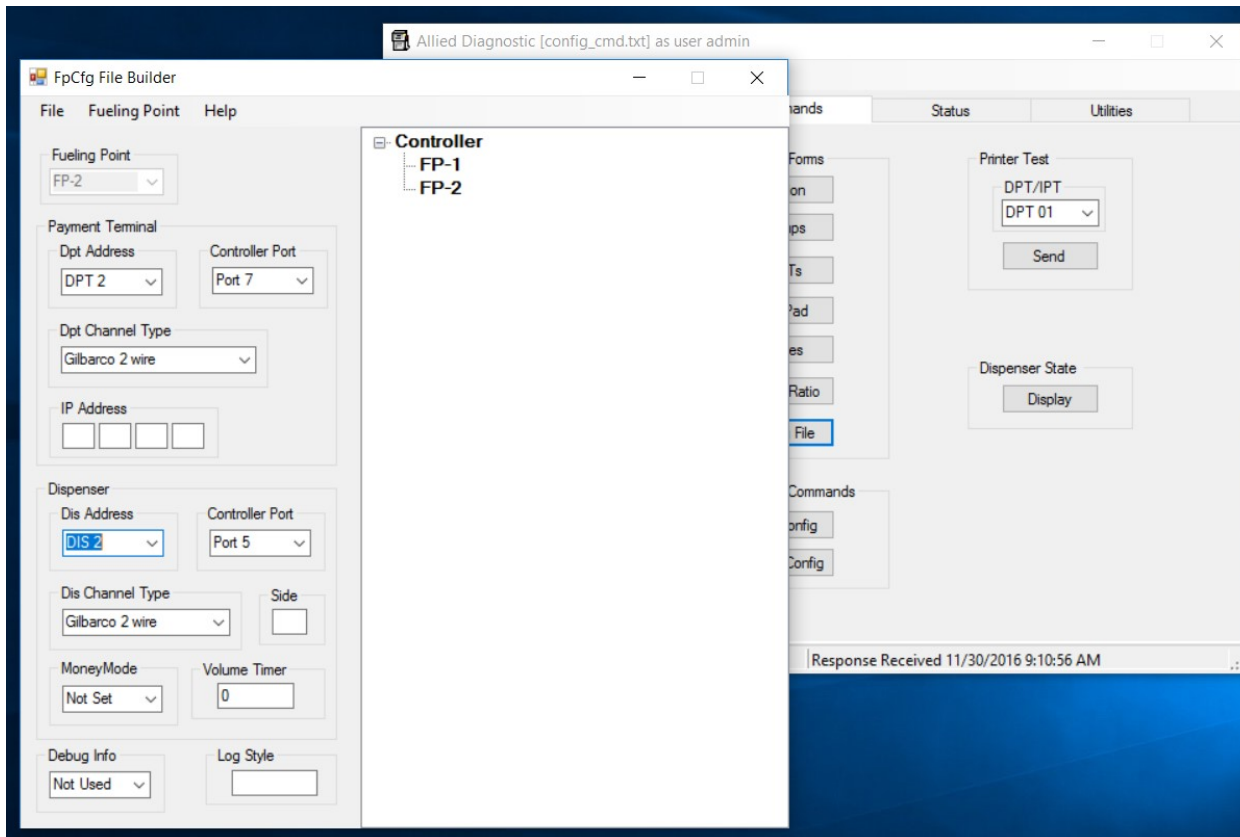 Allied Diagnostic [config_cmd.txt] as user admin
FpCfg File Builder
File Fueling Point Help
Fueling Point
FP-2
Payment Terminal
Dpt Address Controller Port
DPT 2 Port 7
Dpt Channel Type
Gilbarco 2 wire
IP Address
Dispenser
Dis Address Controller Port
DIS 2 Port 5
Dis Channel Type Side
Gilbarco 2 wire
MoneyMode Volume Timer
Not Set 0
Debug Info Log Style
Not Used
Controller
FP-1
FP-2
Status Utilities
Forms
Ratio
File
Commands
Config
Printer Test
DPT/IPT
DPT 01
Send
Dispenser State
Display
Response Received 11/30/2016 9:10:56 AM